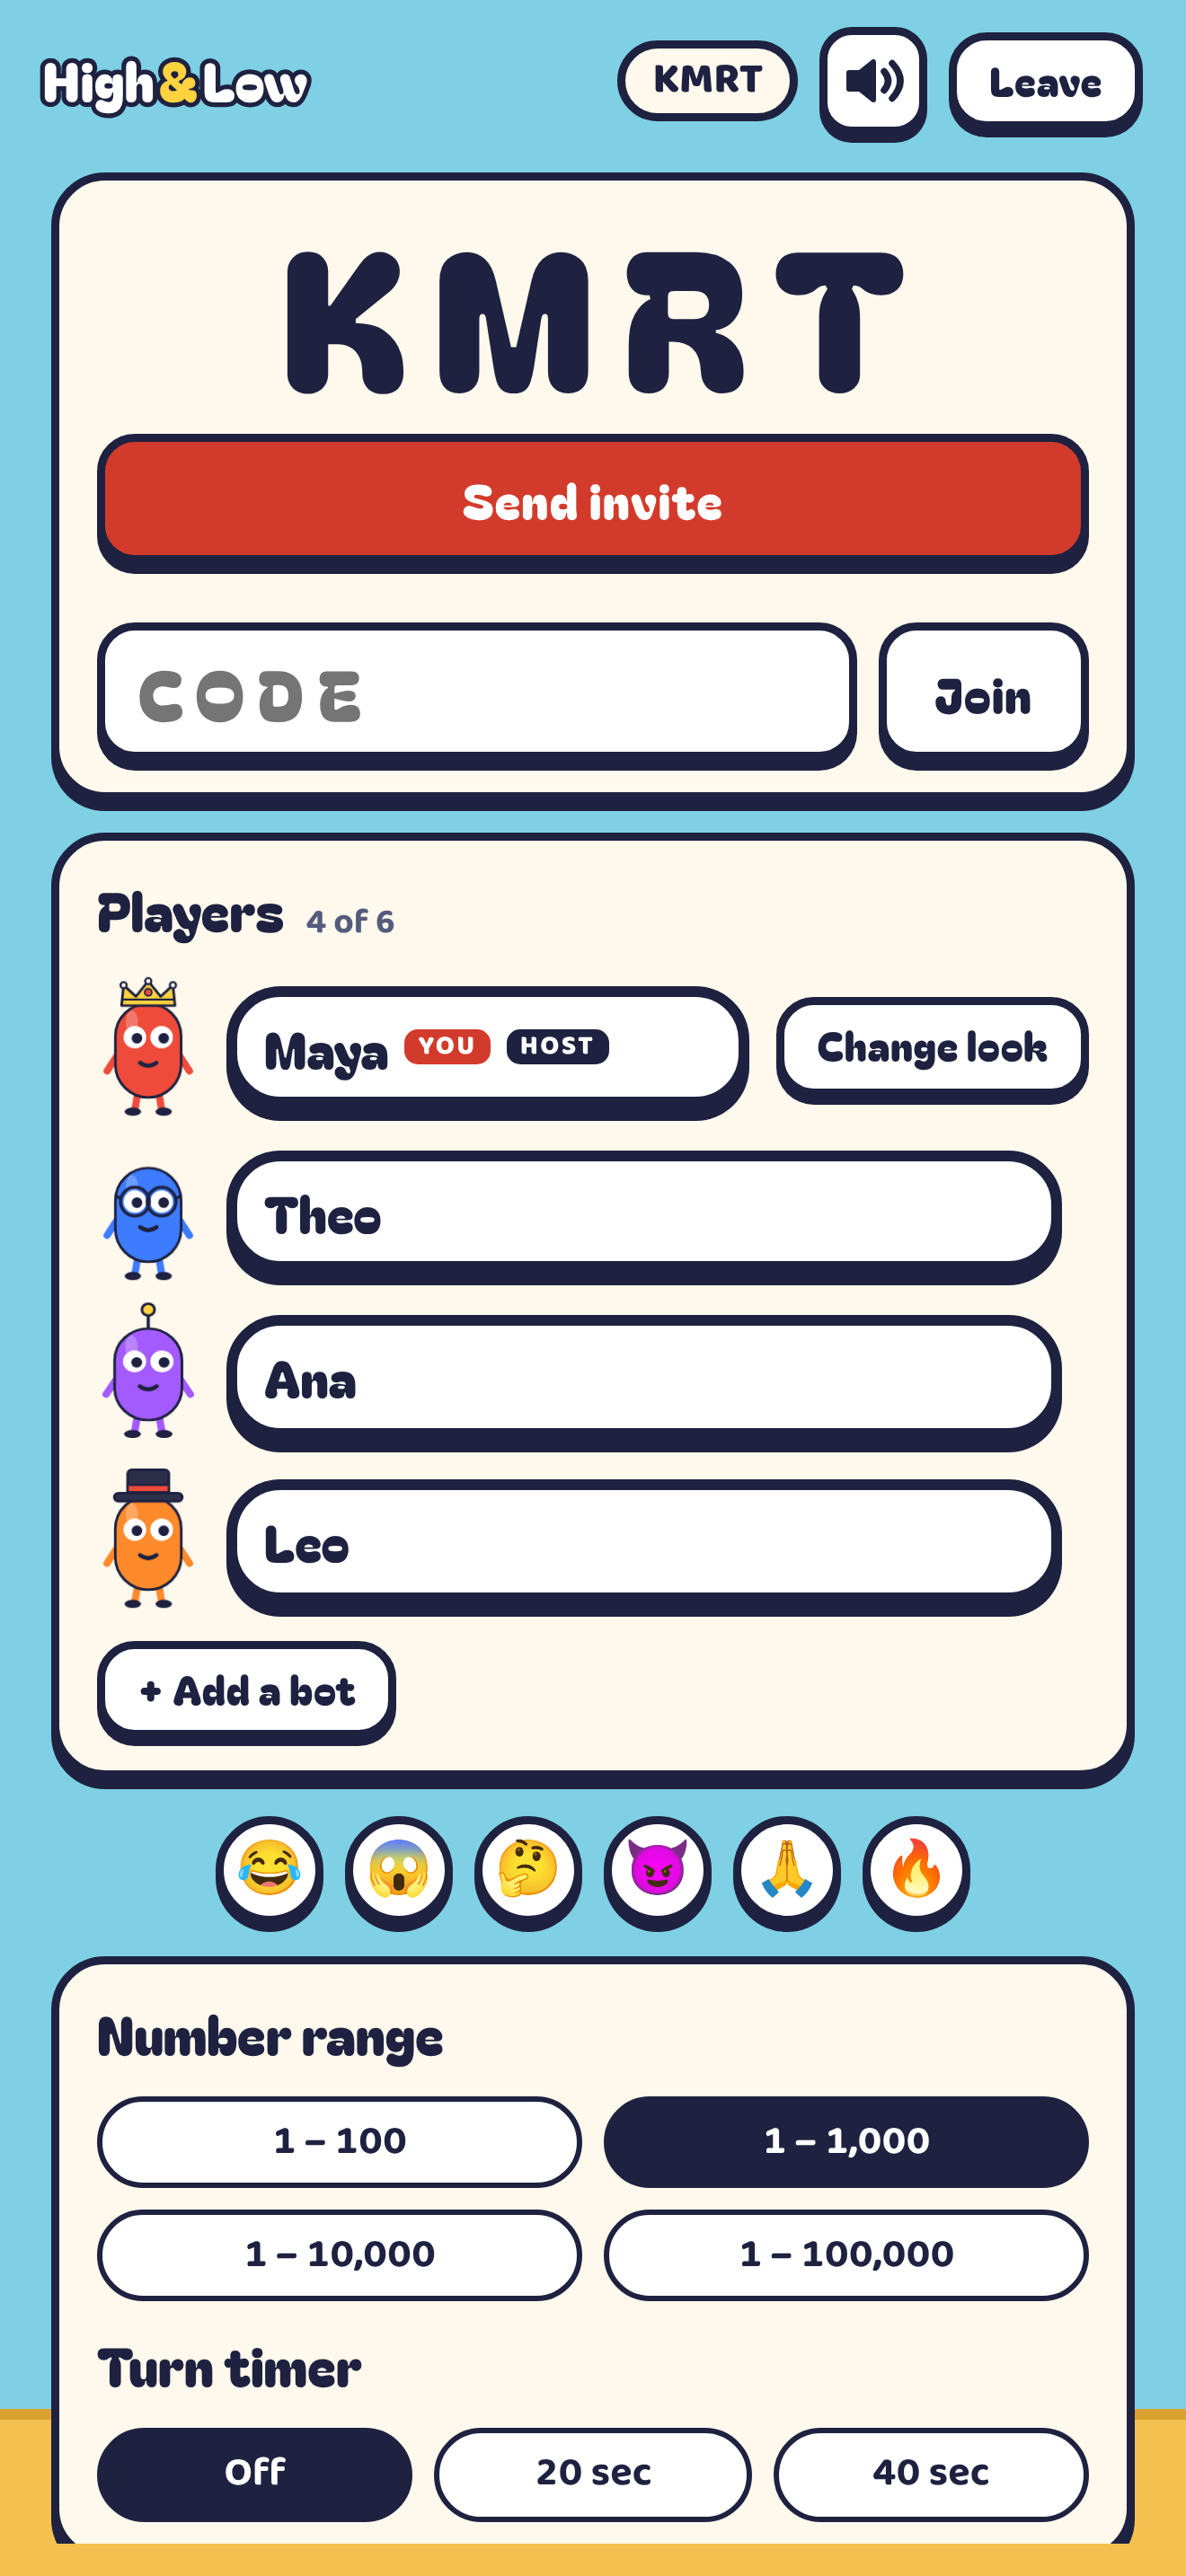 High&Low KMRT Leave
KMRT
Send invite
CODE Join
Players 4 of 6
Maya YOU HOST Change look
Theo
Ana
Leo
+ Add a bot
Number range
1 – 100 1 – 1,000
1 – 10,000 1 – 100,000
Turn timer
Off 20 sec 40 sec